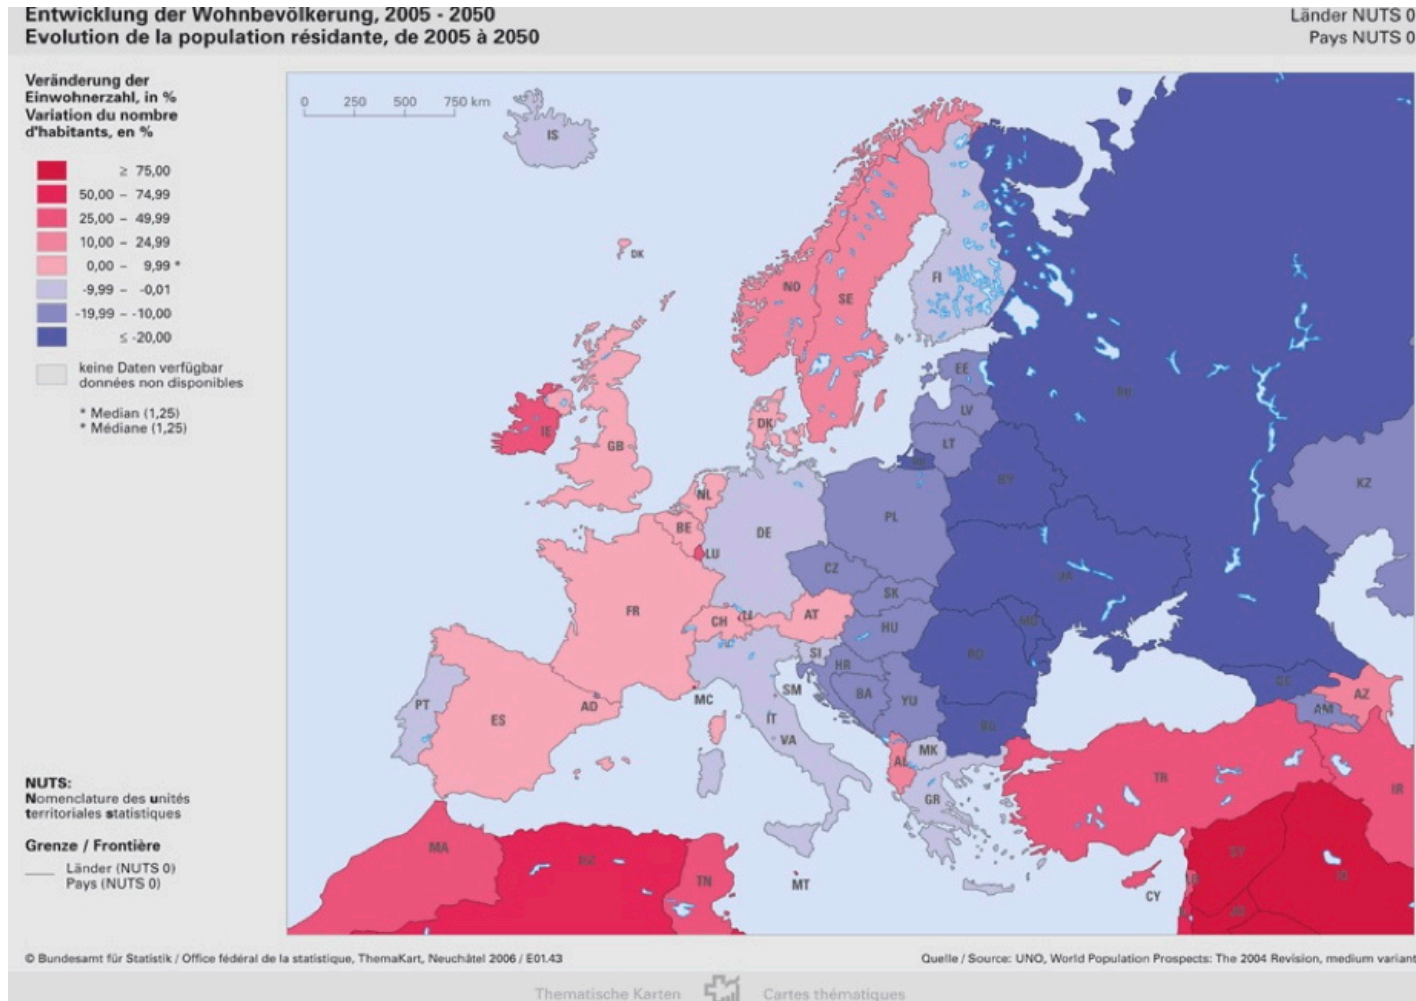 Entwicklung der Wohnbevölkerung, 2005 - 2050
Evolution de la population résidante, de 2005 à 2050
Länder NUTS 0
Pays NUTS 0
Veränderung der
Einwohnerzahl, in %
Variation du nombre
d'habitants, en %
≥ 75,00
50,00 – 74,99
25,00 – 49,99
10,00 – 24,99
0,00 – 9,99 *
-9,99 – -0,01
-19,99 – -10,00
≤ -20,00
keine Daten verfügbar
données non disponibles
* Median (1,25)
* Médiane (1,25)
0 250 500 750 km
IS
DK
NO
SE
FI
RU
EE
LV
LT
IE
GB
DK
BY
KZ
NL
BE
LU
DE
PL
UA
CZ
SK
FR
CH
LI
AT
HU
MD
RO
SI
HR
BA
YU
BG
GE
AM
AZ
PT
ES
AD
MC
SM
IT
VA
AL
MK
GR
TR
IR
MA
DZ
TN
MT
CY
SY
IQ
LB
JO
NUTS:
Nomenclature des unités
territoriales statistiques
Grenze / Frontière
Länder (NUTS 0)
Pays (NUTS 0)
© Bundesamt für Statistik / Office fédéral de la statistique, ThemaKart, Neuchâtel 2006 / E01.43
Quelle / Source: UNO, World Population Prospects: The 2004 Revision, medium variant
Thematische Karten Cartes thématiques